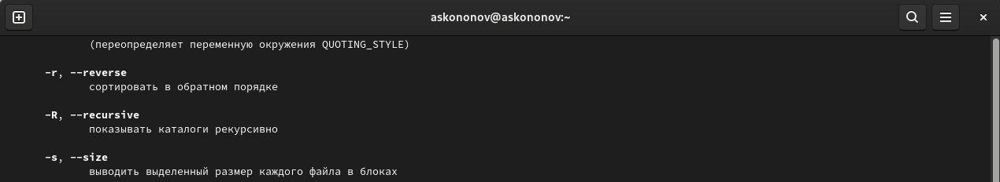 askononov@askononov:~
(переопределяет переменную окружения QUOTING_STYLE)
-r, --reverse
сортировать в обратном порядке
-R, --recursive
показывать каталоги рекурсивно
-s, --size
выводить выделенный размер каждого файла в блоках